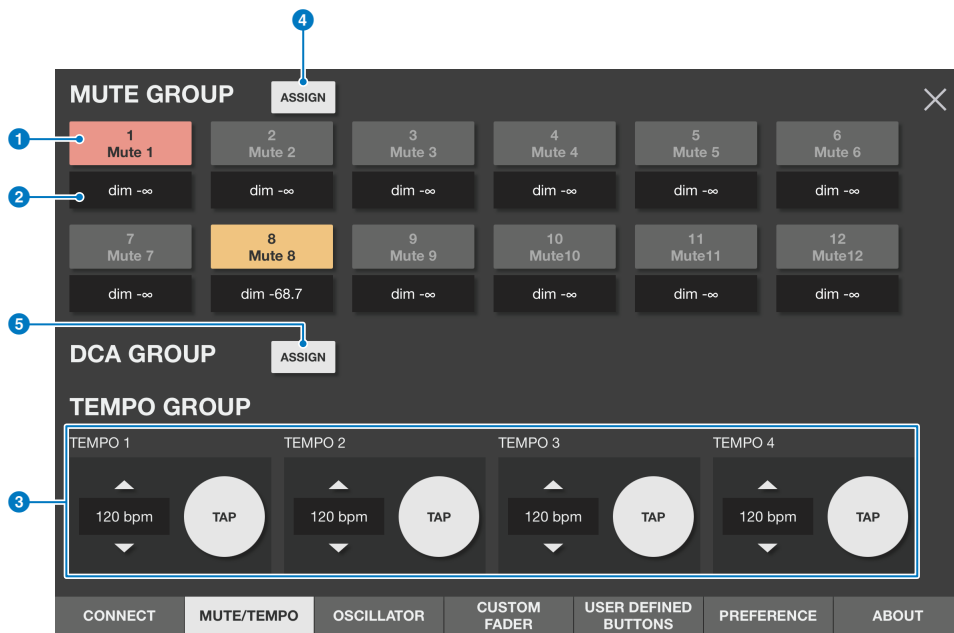 4
MUTE GROUP ASSIGN
1
1 2 3 4 5 6
Mute 1 Mute 2 Mute 3 Mute 4 Mute 5 Mute 6
2
dim -∞ dim -∞ dim -∞ dim -∞ dim -∞ dim -∞
7 8 9 10 11 12
Mute 7 Mute 8 Mute 9 Mute10 Mute11 Mute12
dim -∞ dim -68.7 dim -∞ dim -∞ dim -∞ dim -∞
5
DCA GROUP ASSIGN
TEMPO GROUP
TEMPO 1 TEMPO 2 TEMPO 3 TEMPO 4
3
120 bpm TAP 120 bpm TAP 120 bpm TAP 120 bpm TAP
CONNECT MUTE/TEMPO OSCILLATOR CUSTOM FADER USER DEFINED BUTTONS PREFERENCE ABOUT